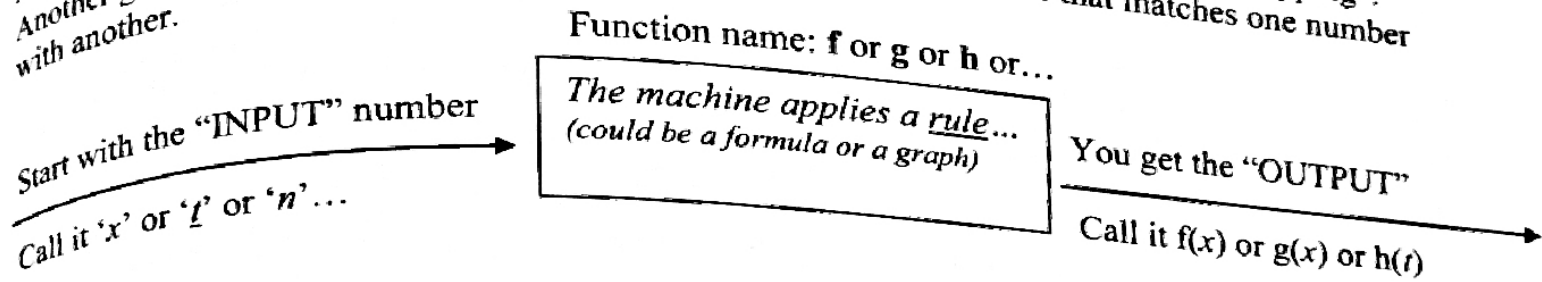 with another.
matches one number
Function name: f or g or h or...
Start with the “INPUT” number
The machine applies a rule...
(could be a formula or a graph)
You get the “OUTPUT”
Call it ‘x’ or ‘t’ or ‘n’...
Call it f(x) or g(x) or h(t)